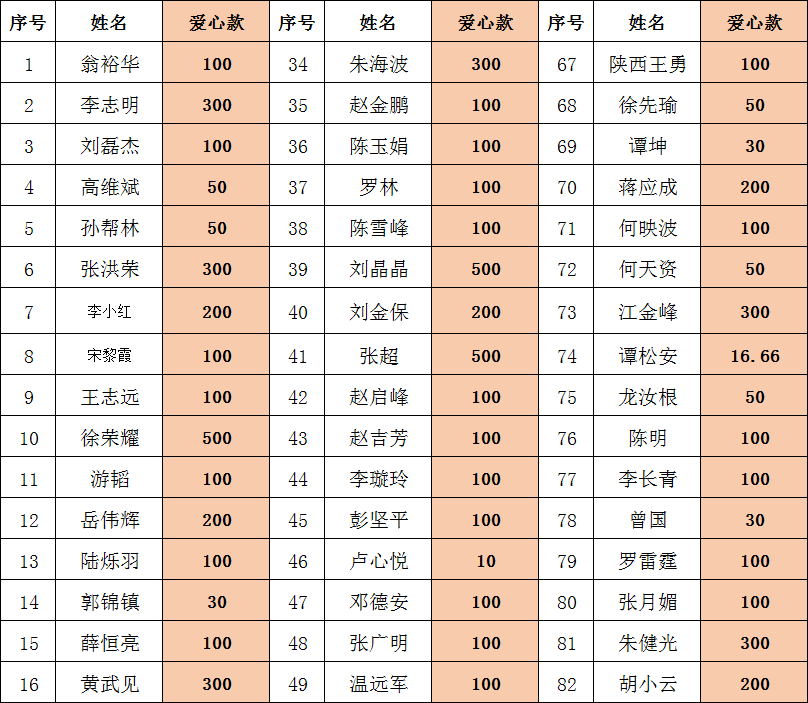 序号 姓名 爱心款 序号 姓名 爱心款 序号 姓名 爱心款
1 翁裕华 100 34 朱海波 300 67 陕西王勇 100
2 李志明 300 35 赵金鹏 100 68 徐先瑜 50
3 刘磊杰 100 36 陈玉娟 100 69 谭坤 30
4 高维斌 50 37 罗林 100 70 蒋应成 200
5 孙帮林 50 38 陈雪峰 100 71 何映波 100
6 张洪荣 300 39 刘晶晶 500 72 何天资 50
7 李小红 200 40 刘金保 200 73 江金峰 300
8 宋黎霞 100 41 张超 500 74 谭松安 16.66
9 王志远 100 42 赵启峰 100 75 龙汝根 50
10 徐荣耀 500 43 赵吉芳 100 76 陈明 100
11 游韬 100 44 李璇玲 100 77 李长青 100
12 岳伟辉 200 45 彭坚平 100 78 曾国 30
13 陆烁羽 100 46 卢心悦 10 79 罗雷霆 100
14 郭锦镇 30 47 邓德安 100 80 张月媚 100
15 薛恒亮 100 48 张广明 100 81 朱健光 300
16 黄武见 300 49 温远军 100 82 胡小云 200